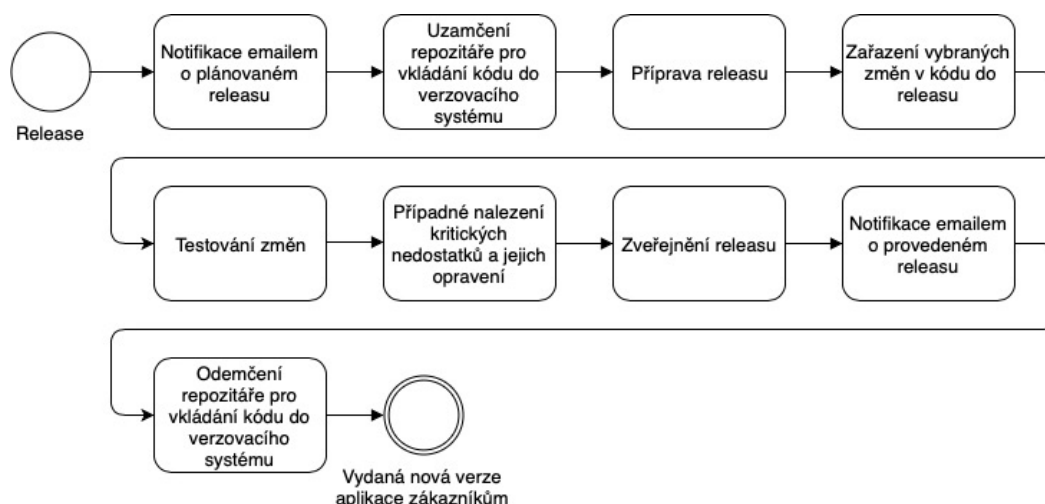 Release
Notifikace emailem
o plánovaném
releasu
Uzamčení
repozitáře pro
vkládání kódu do
verzovacího
systému
Příprava releasu
Zařazení vybraných
změn v kódu do
releasu
Testování změn
Případné nalezení
kritických
nedostatků a jejich
opravení
Zveřejnění releasu
Notifikace emailem
o provedeném
releasu
Odemčení
repozitáře pro
vkládání kódu do
verzovacího
systému
Vydaná nová verze
aplikace zákazníkům